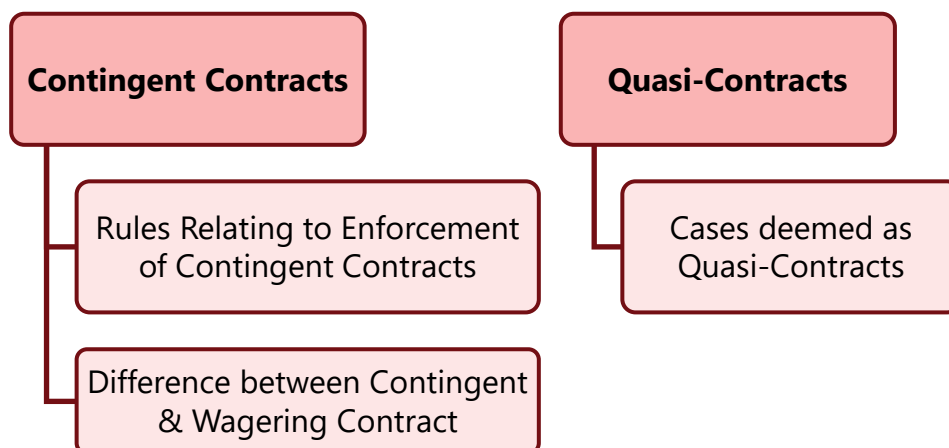 Contingent Contracts
Rules Relating to Enforcement
of Contingent Contracts
Difference between Contingent
& Wagering Contract
Quasi-Contracts
Cases deemed as
Quasi-Contracts